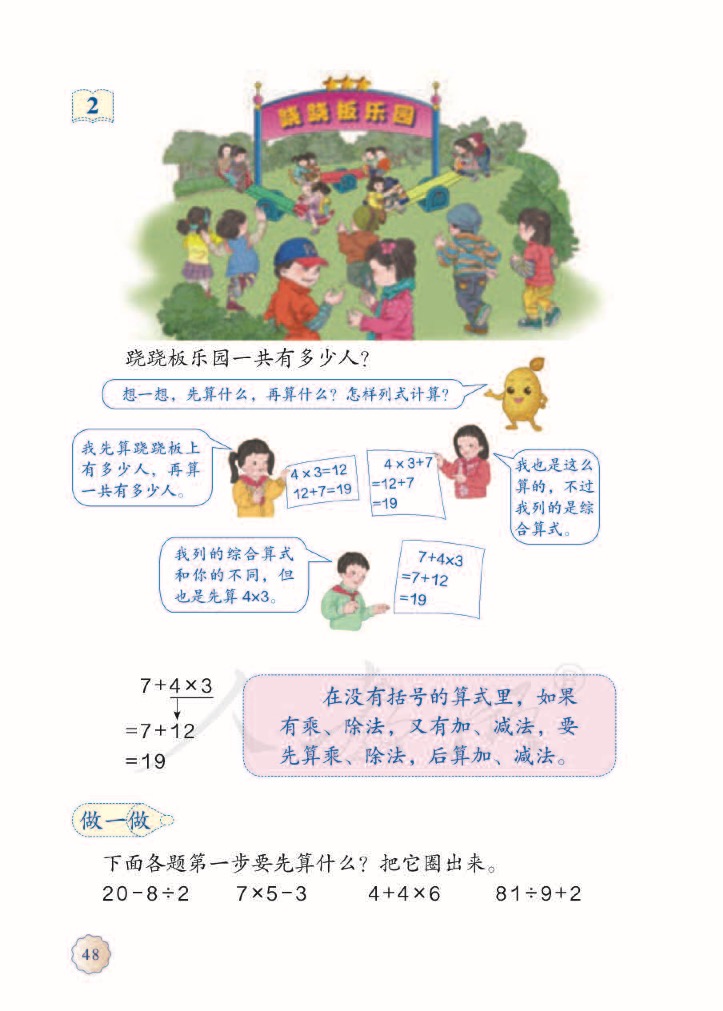 2
跷跷板乐园
跷跷板乐园一共有多少人？
想一想，先算什么，再算什么？怎样列式计算？
我先算跷跷板上
有多少人，再算
一共有多少人。
4×3=12
12+7=19
4×3+7
=12+7
=19
我也是这么
算的，不过
我列的是综
合算式。
我列的综合算式
和你的不同，但
也是先算 4x3。
7+4x3
=7+12
=19
7+4×3
=7+12
=19
在没有括号的算式里，如果
有乘、除法，又有加、减法，要
先算乘、除法，后算加、减法。
做一做
下面各题第一步要先算什么？把它圈出来。
20-8÷2 7×5-3 4+4×6 81÷9+2
48